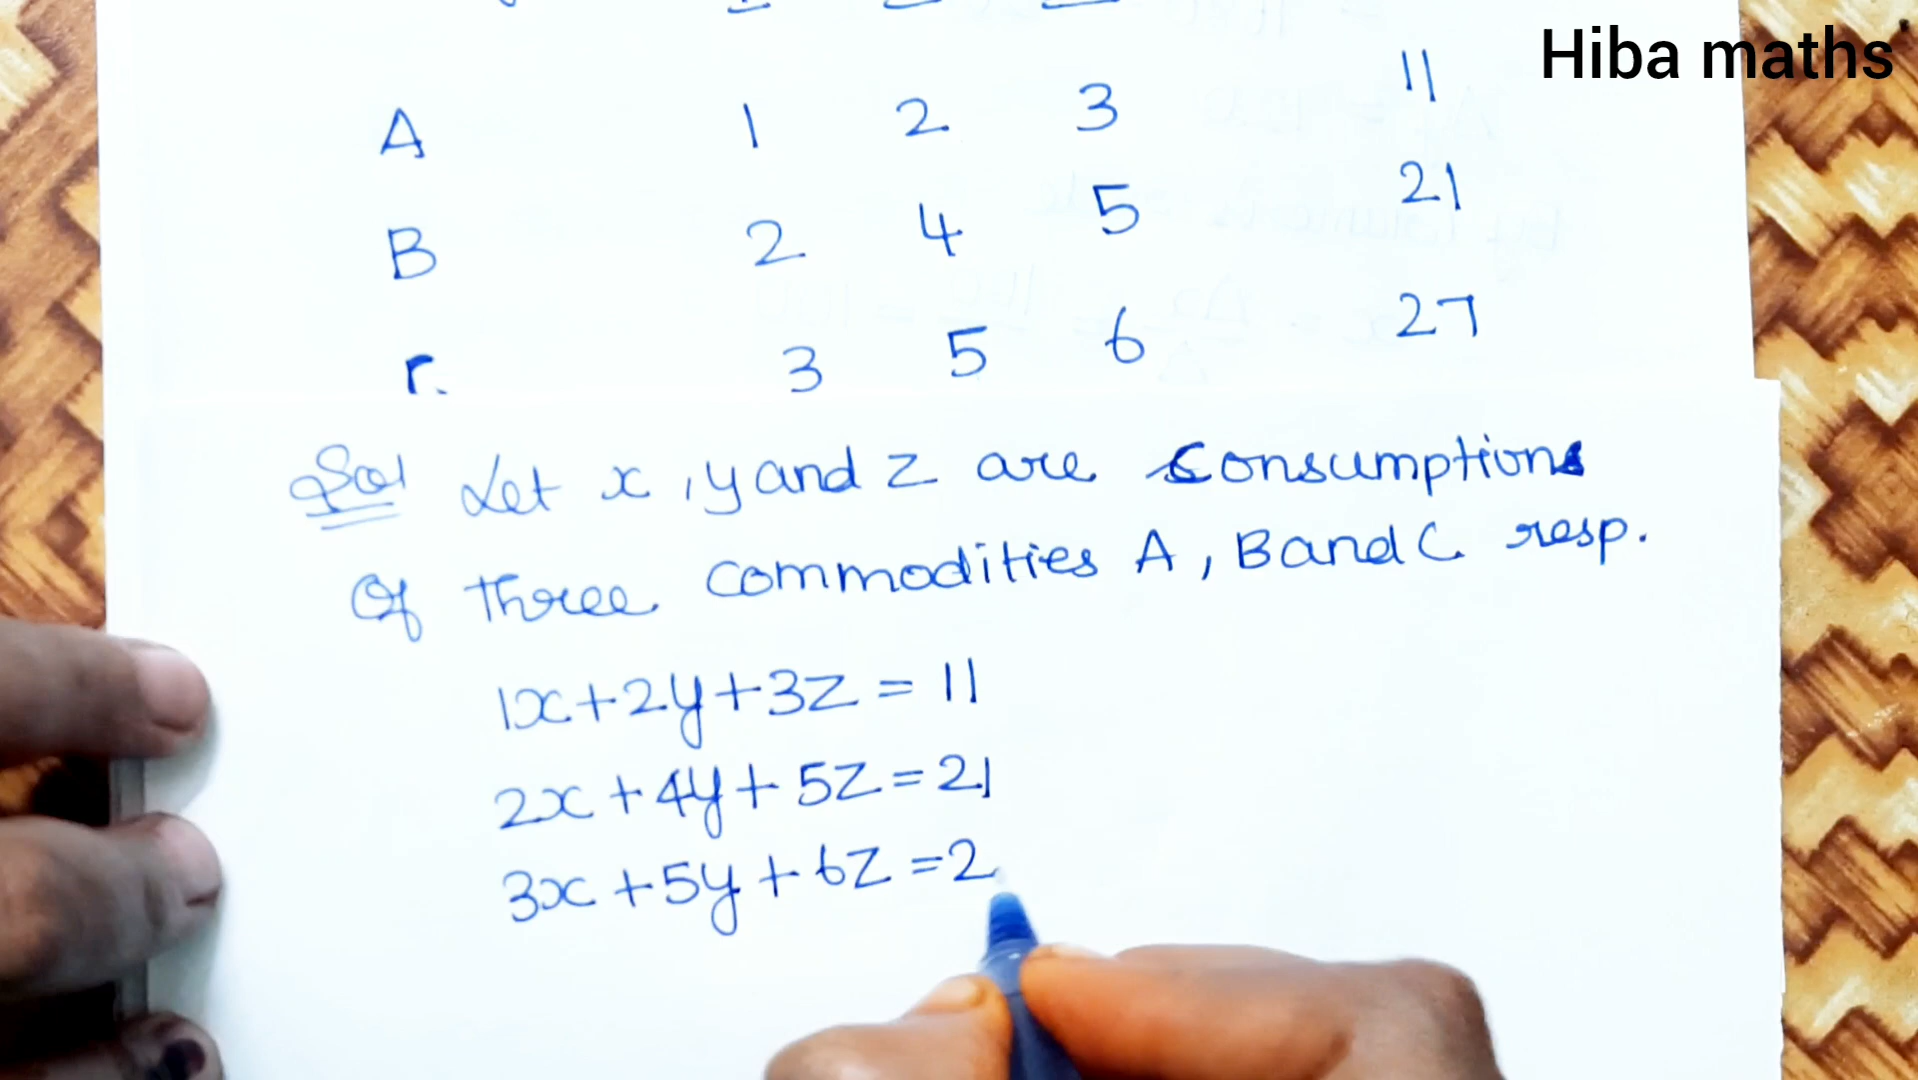 Hiba maths
A 1 2 3 11
B 2 4 5 21
3 5 6 27
Sol Let x, y and z are consumptions
of three commodities A, B and C resp.
1x+2y+3z = 11
2x+4y+5z=21
3x+5y+6z=2